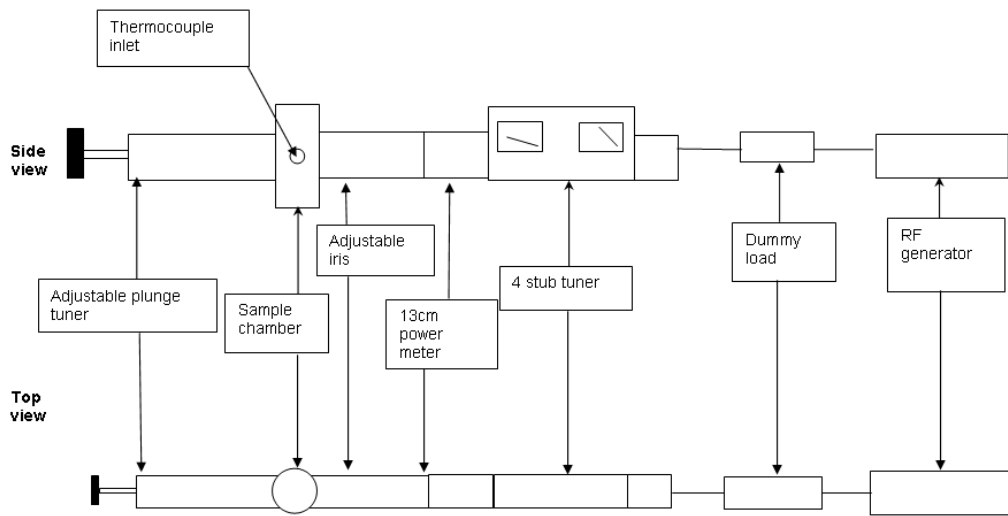 Thermocouple
inlet
Side
view
Adjustable
iris
Dummy
load
RF
generator
4 stub tuner
Adjustable plunge
tuner
Sample
chamber
13cm
power
meter
Top
view